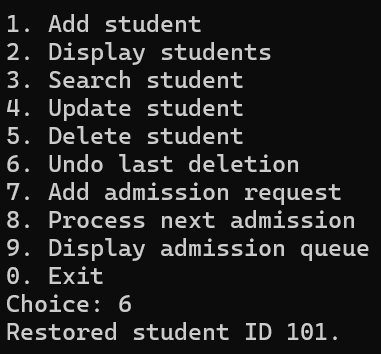 1. Add student
2. Display students
3. Search student
4. Update student
5. Delete student
6. Undo last deletion
7. Add admission request
8. Process next admission
9. Display admission queue
0. Exit
Choice: 6
Restored student ID 101.